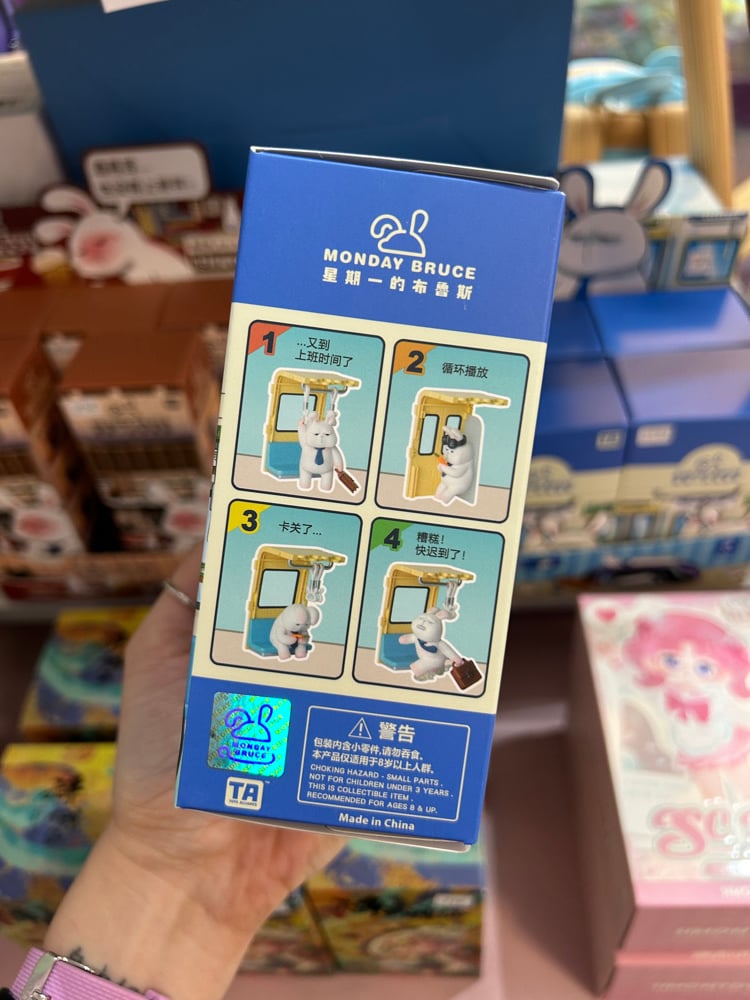 MONDAY BRUCE
星期一的布鲁斯
1
...又到
上班时间了
2
循环播放
3
卡关了...
4
糟糕!
快迟到了!
MONDAY
BRUCE
TA
警告
包装内含小零件,请勿吞食。
本产品仅适用于8岁以上人群。
CHOKING HAZARD - SMALL PARTS.
NOT FOR CHILDREN UNDER 3 YEARS.
THIS IS COLLECTIBLE ITEM.
RECOMMENDED FOR AGES 8 & UP.
Made in China